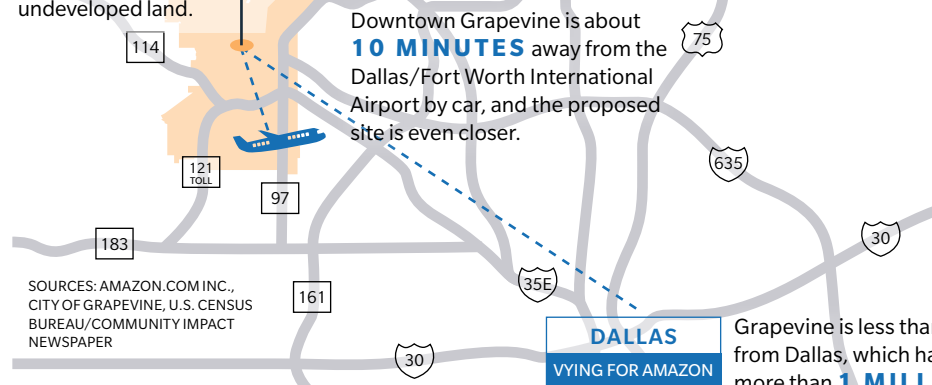 undeveloped land.
Downtown Grapevine is about
10 MINUTES away from the
Dallas/Fort Worth International
Airport by car, and the proposed
site is even closer.
114
75
121
TOLL
635
97
183
30
35E
161
SOURCES: AMAZON.COM INC.,
CITY OF GRAPEVINE, U.S. CENSUS
BUREAU/COMMUNITY IMPACT
NEWSPAPER
30
DALLAS
VYING FOR AMAZON
Grapevine is less
from Dallas, which
more than 1